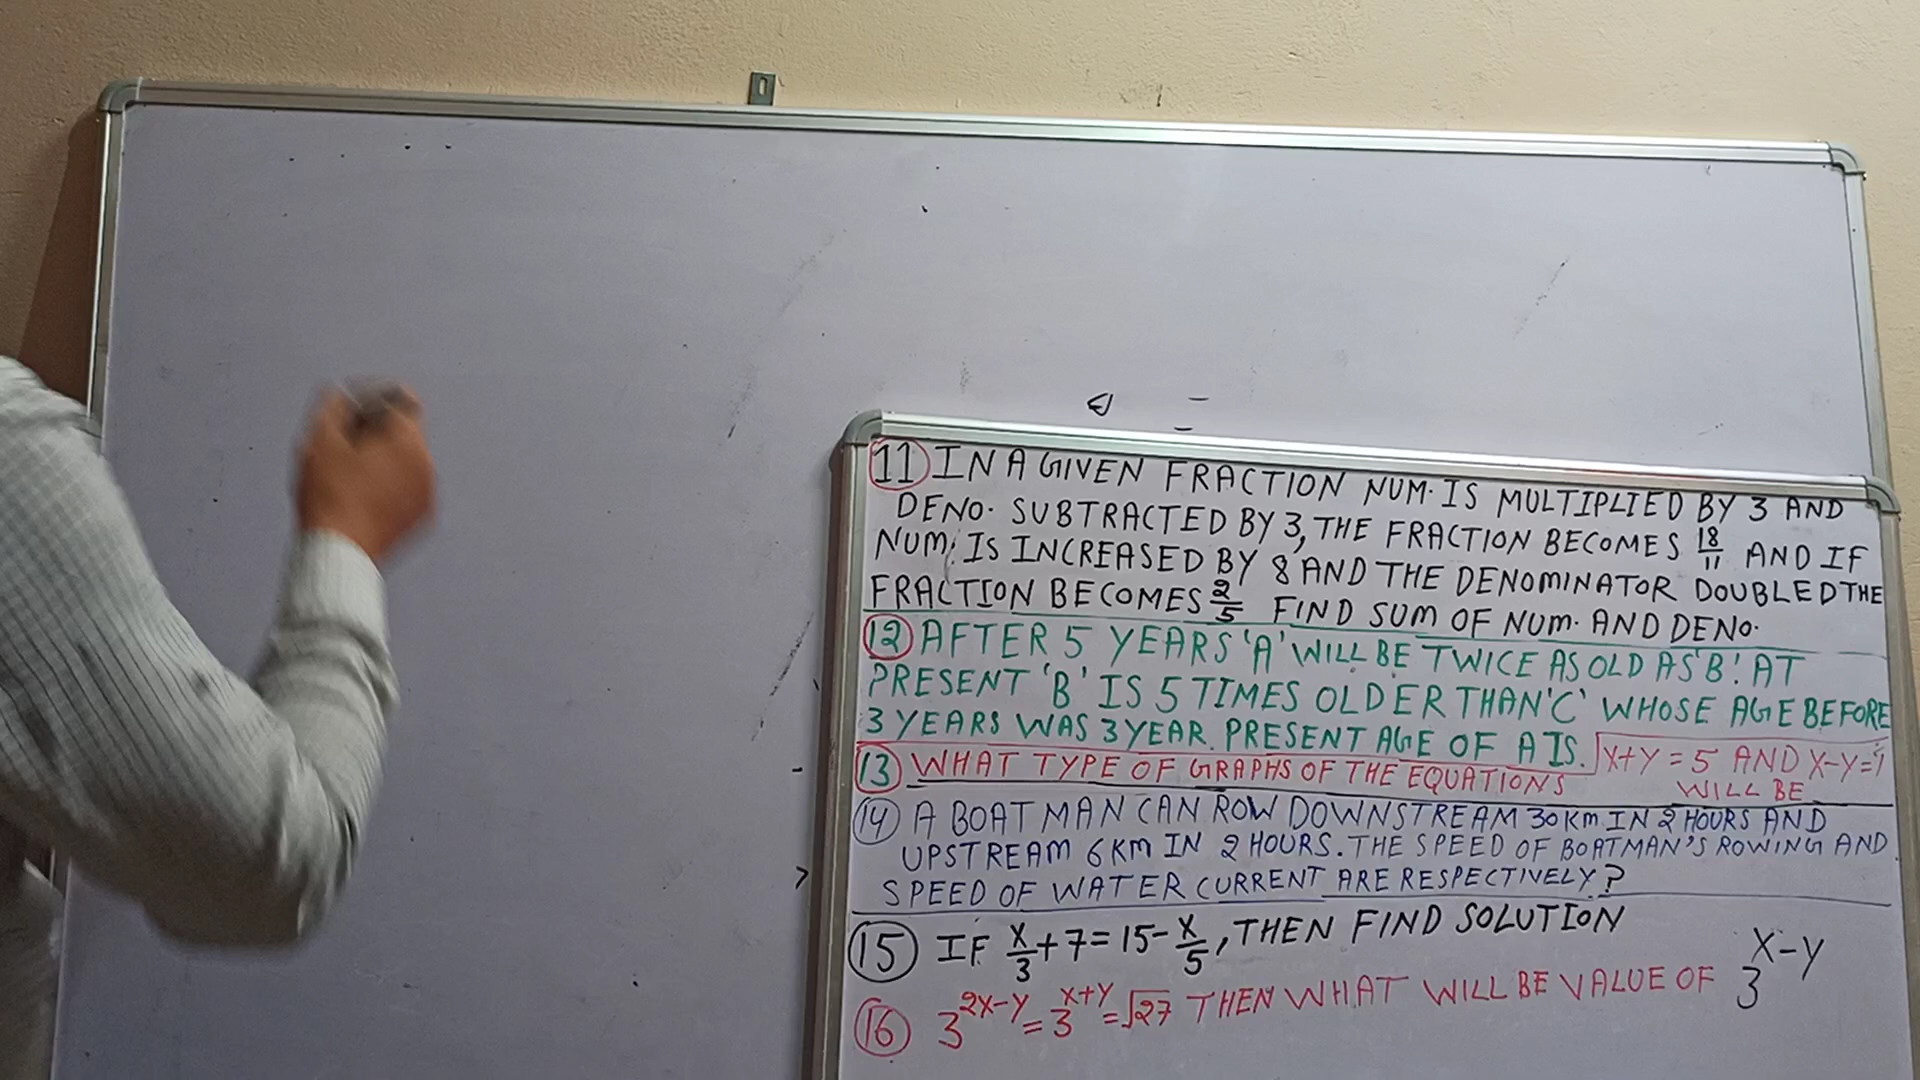 11 IN A GIVEN FRACTION NUM. IS MULTIPLIED BY 3 AND
DENO. SUBTRACTED BY 3, THE FRACTION BECOMES 18/11 AND IF
NUM. IS INCREASED BY 8 AND THE DENOMINATOR DOUBLED THE
FRACTION BECOMES 2/5 FIND SUM OF NUM. AND DENO.
12 AFTER 5 YEARS 'A' WILL BE TWICE AS OLD AS 'B'. AT
PRESENT 'B' IS 5 TIMES OLDER THAN 'C' WHOSE AGE BEFORE
3 YEARS WAS 3 YEAR. PRESENT AGE OF A IS.
13 WHAT TYPE OF GRAPHS OF THE EQUATIONS x+y=5 AND x-y=
WILL BE
14 A BOATMAN CAN ROW DOWNSTREAM 30 Km IN 2 HOURS AND
UPSTREAM 6 KM IN 2 HOURS. THE SPEED OF BOATMAN'S ROWING AND
SPEED OF WATER CURRENT ARE RESPECTIVELY?
15 IF x/3+7=15-x/5, THEN FIND SOLUTION
16 3^(2x-y)=3^(x+y)=√27 THEN WHAT WILL BE VALUE OF 3^(x-y)